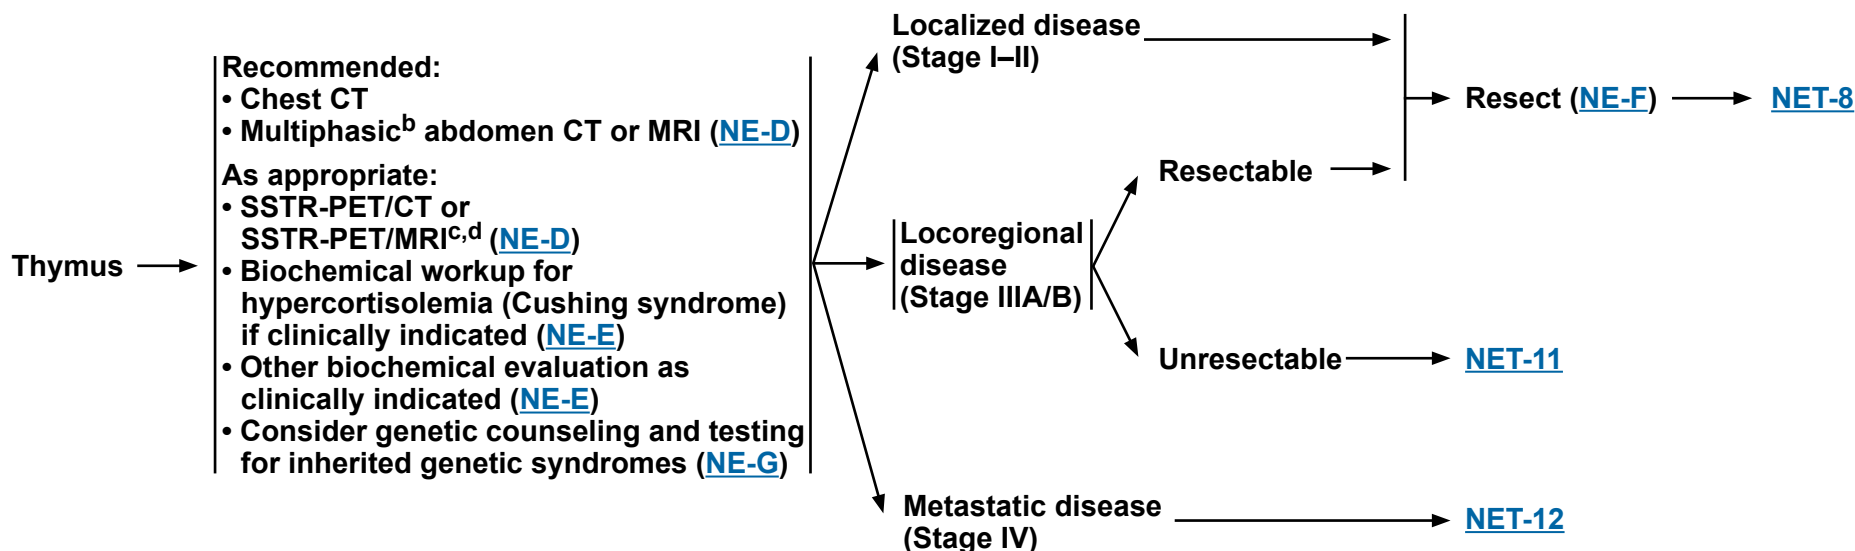 Thymus
Recommended:
• Chest CT
• Multiphasicᵇ abdomen CT or MRI (NE-D)
As appropriate:
• SSTR-PET/CT or
SSTR-PET/MRIᶜ,ᵈ (NE-D)
• Biochemical workup for
hypercortisolemia (Cushing syndrome)
if clinically indicated (NE-E)
• Other biochemical evaluation as
clinically indicated (NE-E)
• Consider genetic counseling and testing
for inherited genetic syndromes (NE-G)
Localized disease
(Stage I–II)
Locoregional
disease
(Stage IIIA/B)
Resectable
Resect (NE-F)
NET-8
Unresectable
NET-11
Metastatic disease
(Stage IV)
NET-12